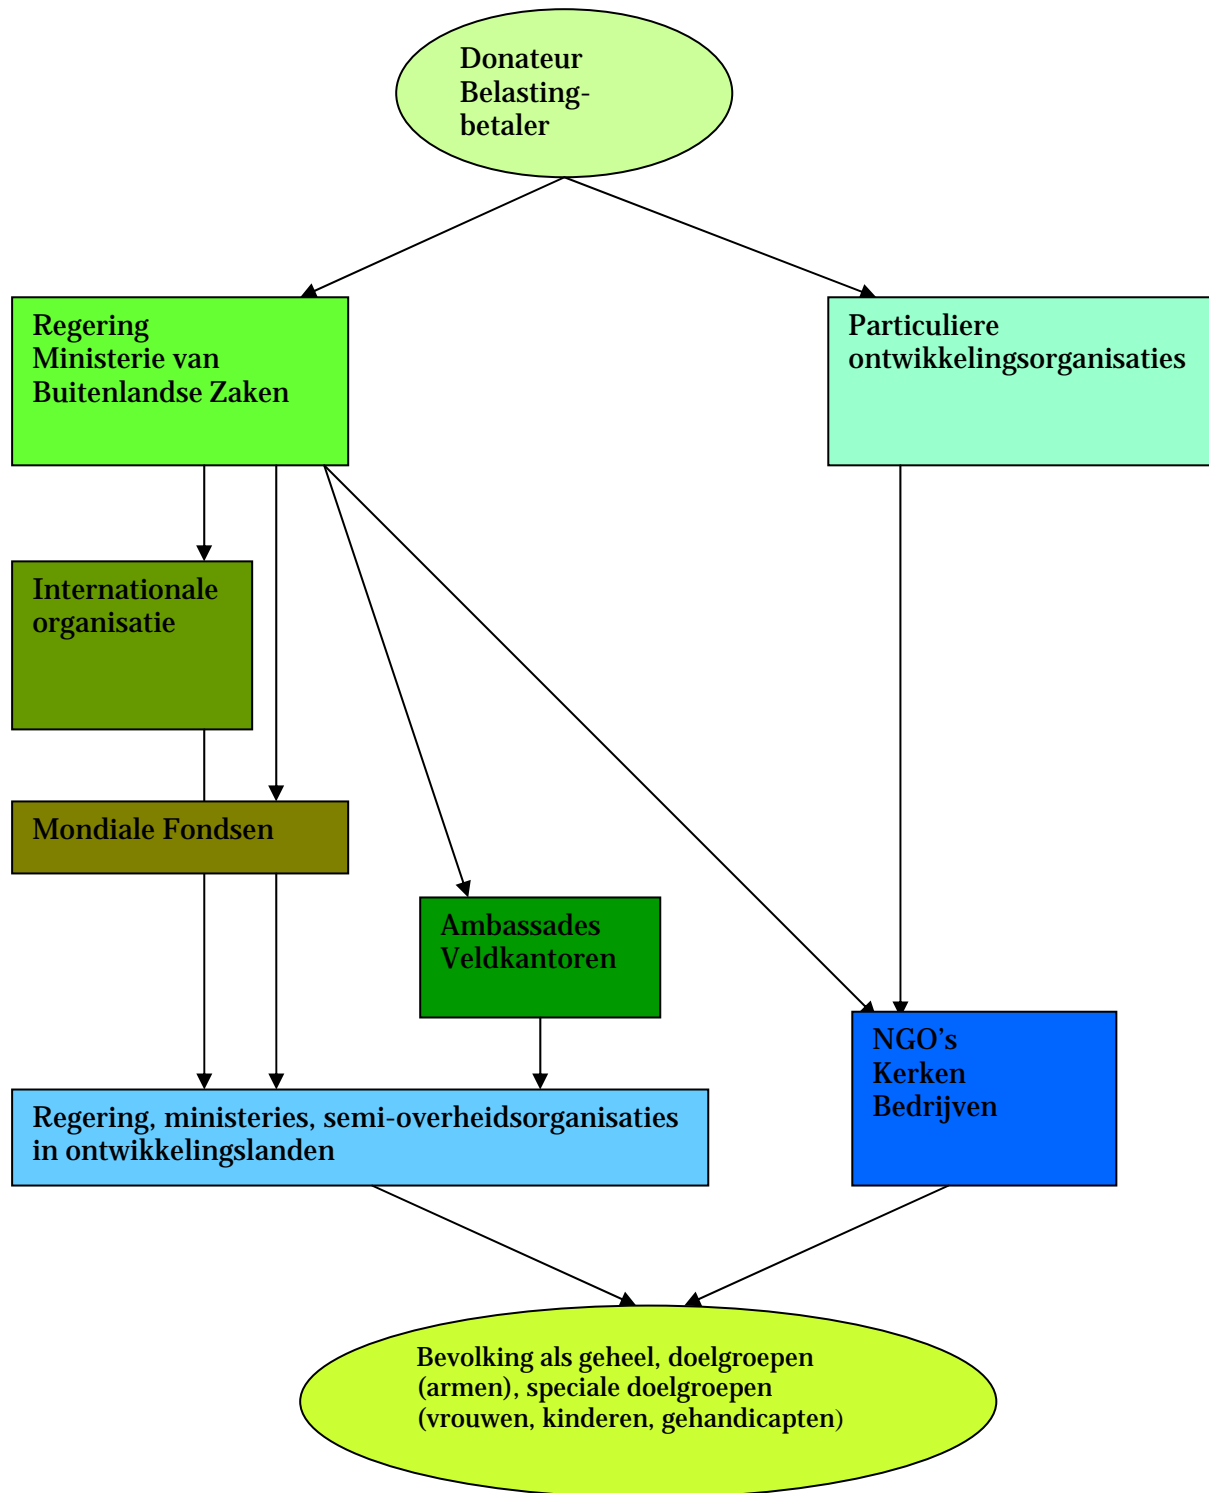 Donateur
Belasting-
betaler
Regering
Ministerie van
Buitenlandse Zaken
Particuliere
ontwikkelingsorganisaties
Internationale
organisatie
Mondiale Fondsen
Ambassades
Veldkantoren
NGO’s
Kerken
Bedrijven
Regering, ministeries, semi-overheidsorganisaties
in ontwikkelingslanden
Bevolking als geheel, doelgroepen
(armen), speciale doelgroepen
(vrouwen, kinderen, gehandicapten)